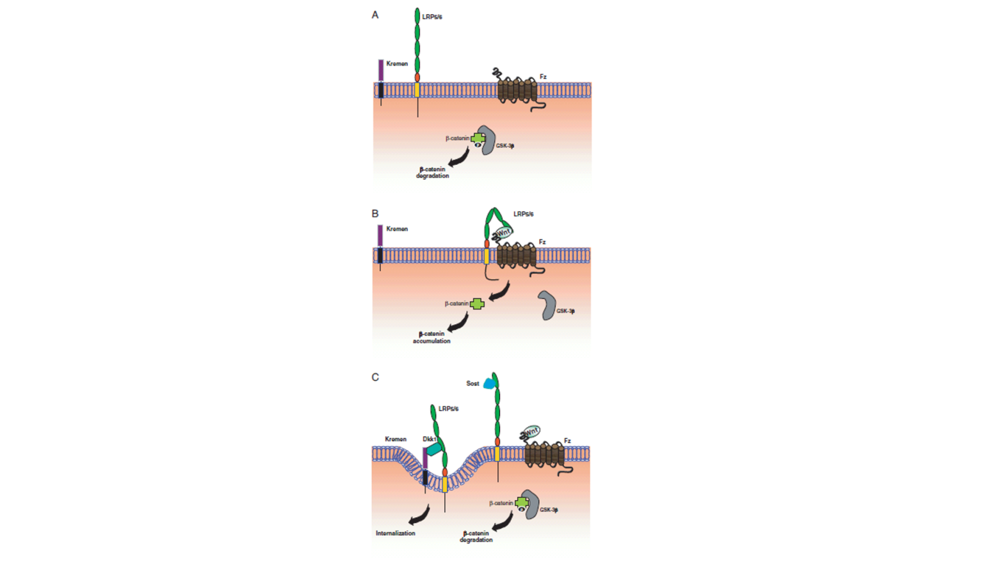 A
LRP5/6
Kremen
Fz
β-catenin
P
GSK-3β
β-catenin
degradation
B
LRP5/6
Kremen
Wnt
Fz
β-catenin
GSK-3β
β-catenin
accumulation
C
Sost
LRP5/6
Wnt
Kremen
Dkk1
Fz
β-catenin
P
GSK-3β
Internalization
β-catenin
degradation